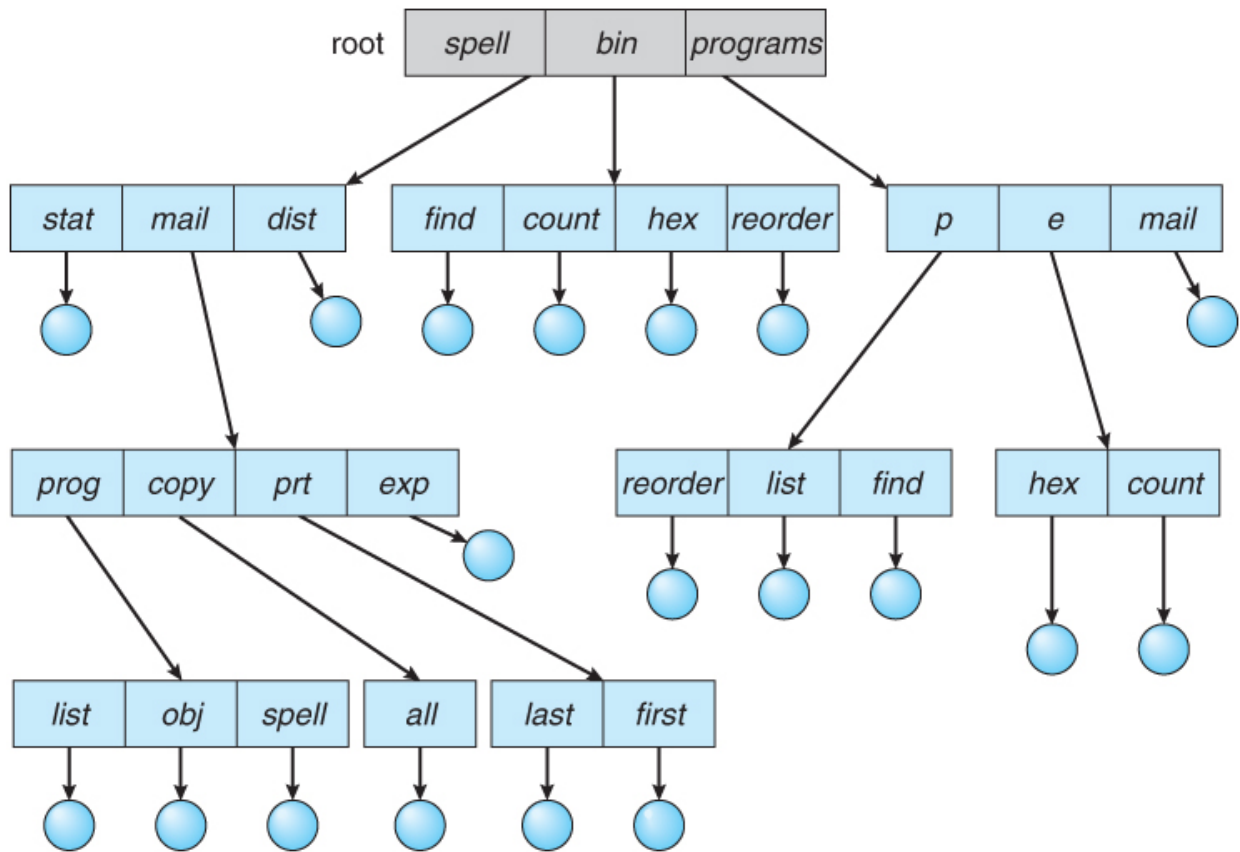 root spell bin programs
stat mail dist find count hex reorder p e mail
prog copy prt exp reorder list find hex count
list obj spell all last first